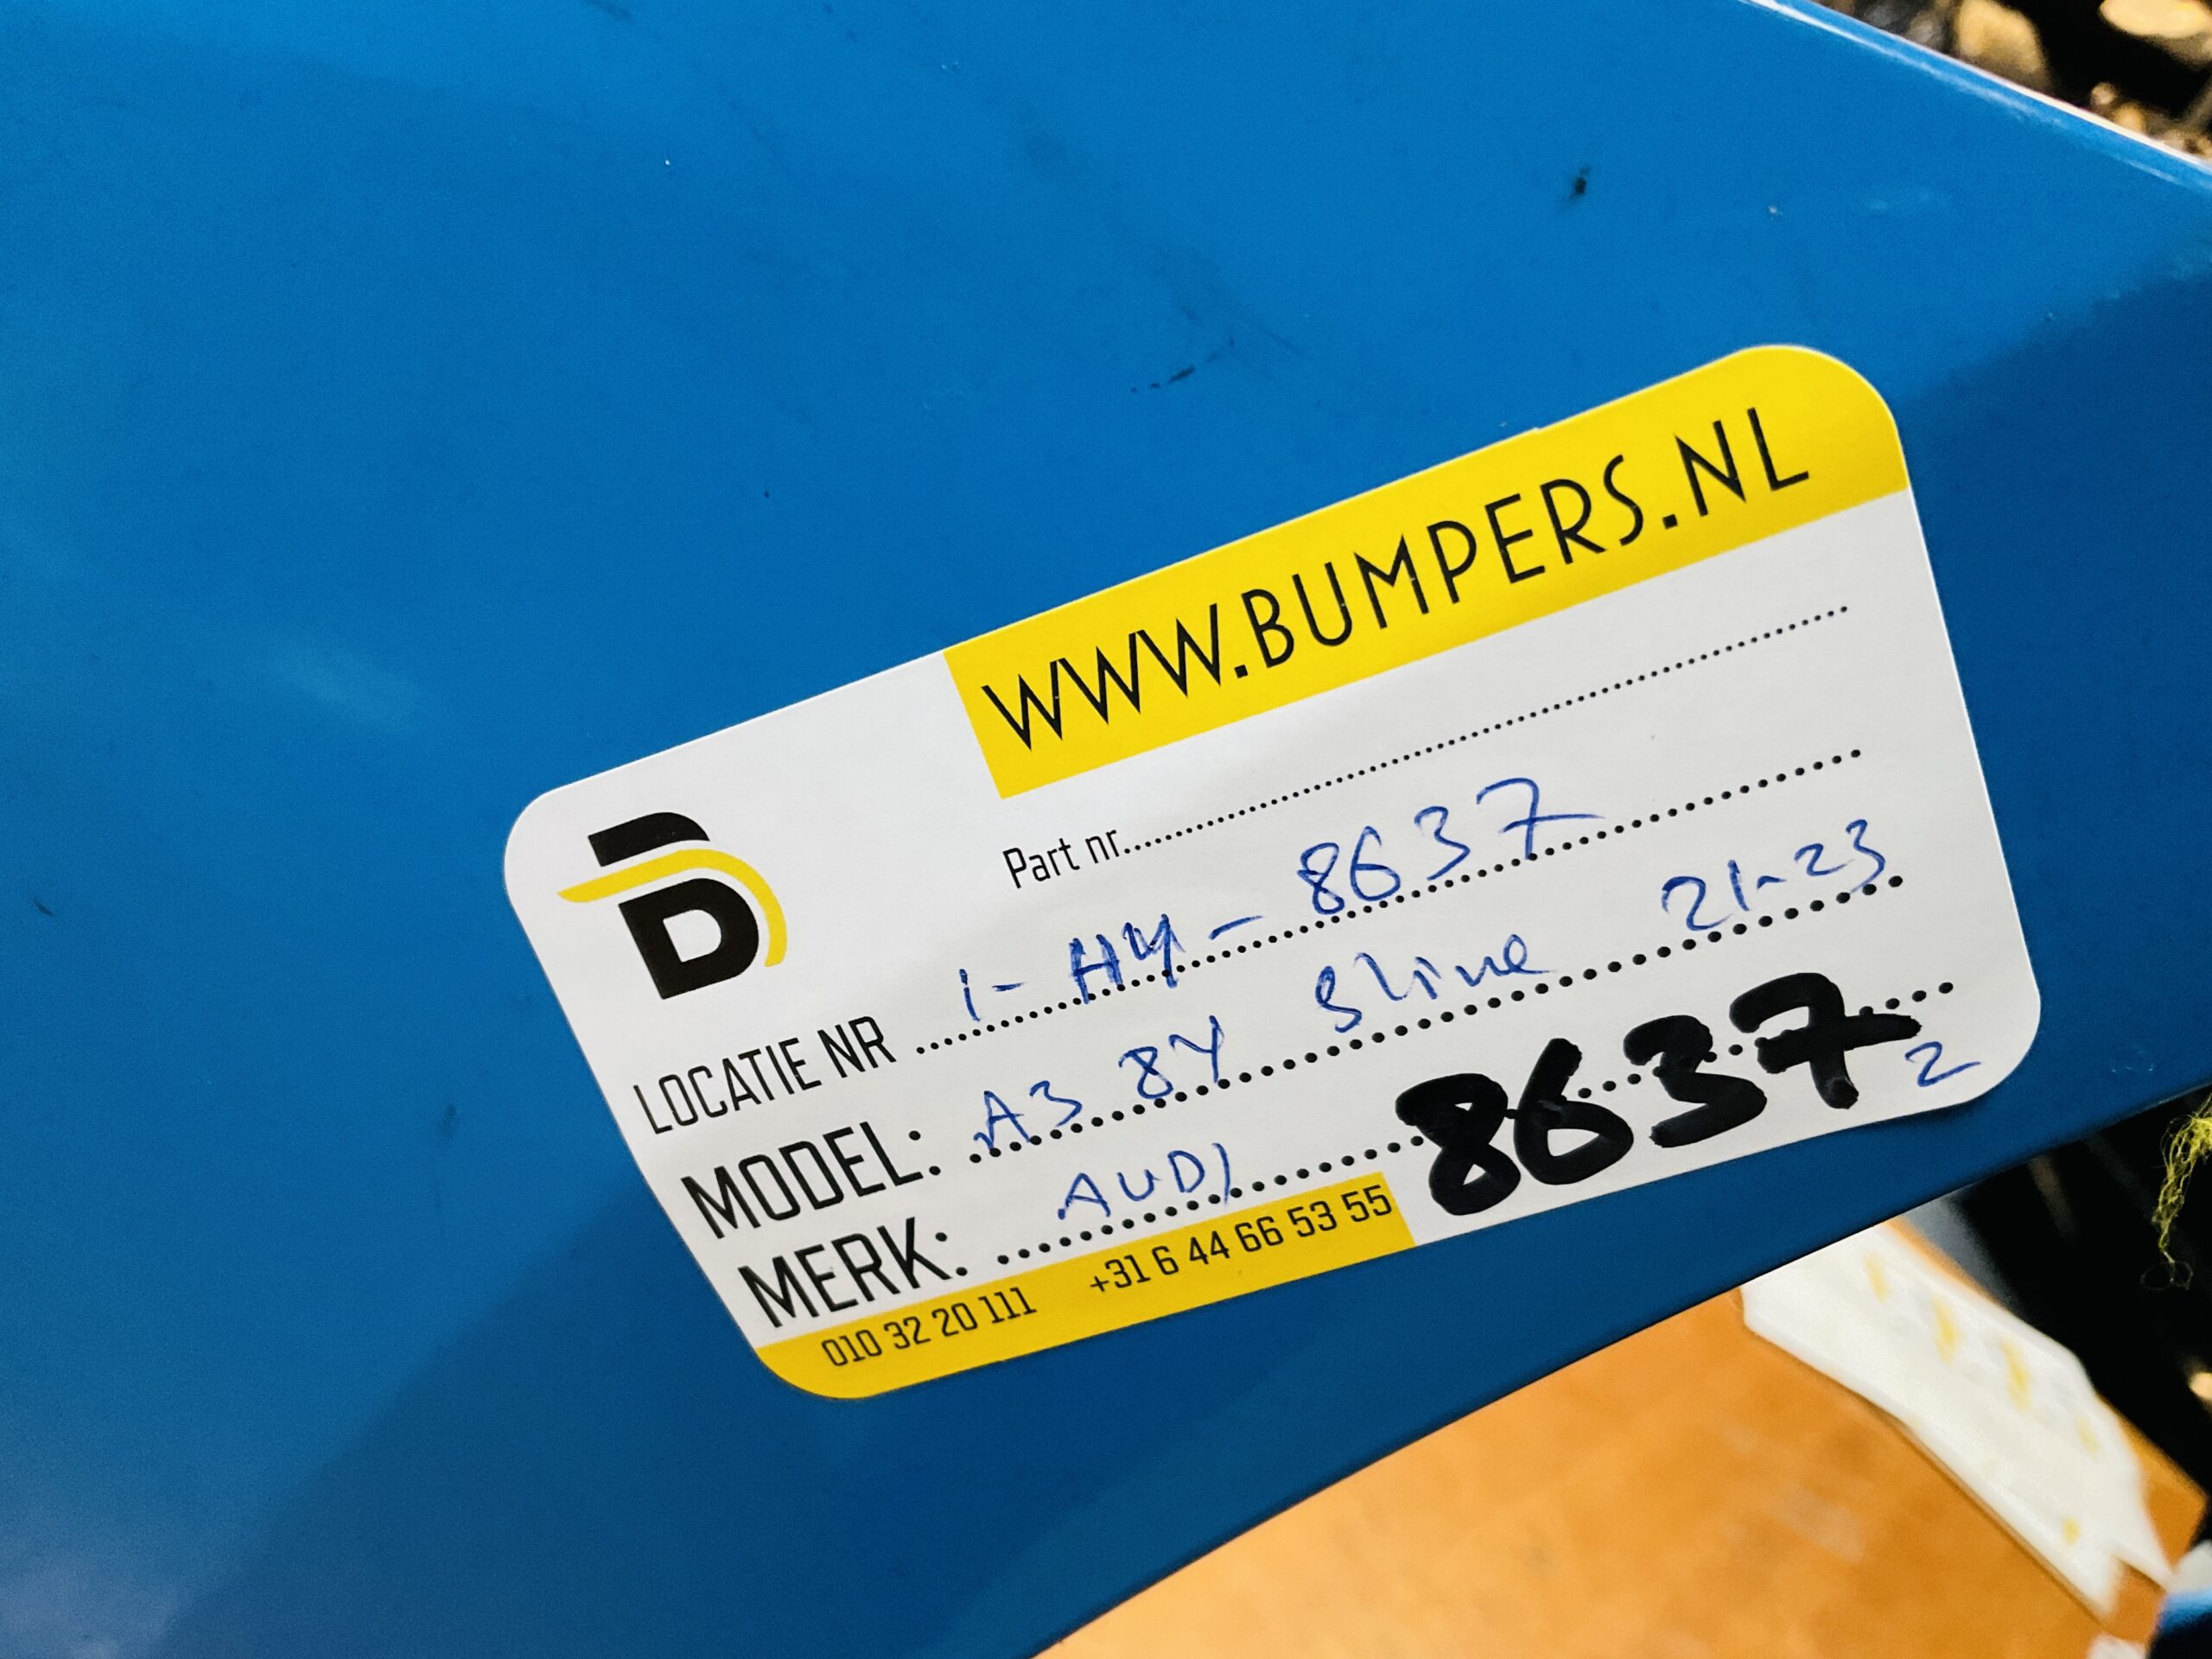 WWW.BUMPERS.NL
Part nr.
LOCATIE NR 1-H4-8637
MODEL: A3 8Y Sline 21-23
MERK: AUDI 8637
2
010 32 20 111 +31 6 44 66 53 55